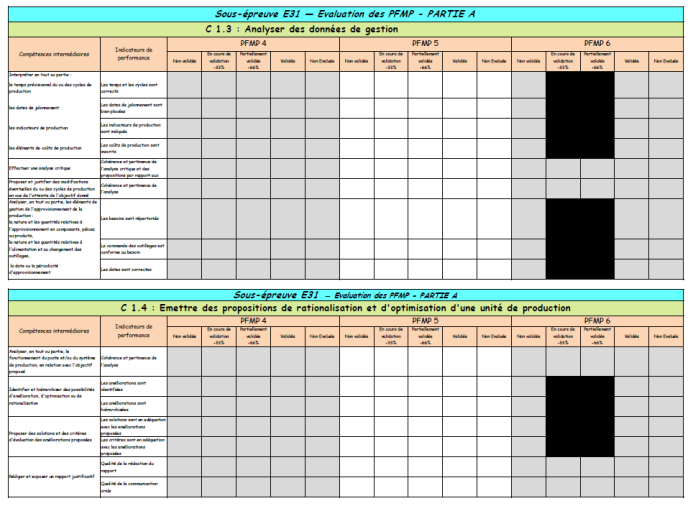 Sous-épreuve E31 — Evaluation des PFMP - PARTIE A
C 1.3 : Analyser des données de gestion
Compétences intermédiaires
Indicateurs de performance
PFMP 4
PFMP 5
PFMP 6
Non validée
En cours de validation -33%
Partiellement validée -66%
Validée
Non Evaluée
Non validée
En cours de validation -33%
Partiellement validée -66%
Validée
Non Evaluée
Non validée
En cours de validation -33%
Partiellement validée -66%
Validée
Non Evaluée
Interpréter en tout ou partie :
le temps prévisionnel du ou des cycles de production
Les temps et les cycles sont corrects
les dates de jalonnement
Les dates de jalonnement sont bien placées
les indicateurs de production
Les indicateurs de production sont indiqués
les éléments de coûts de production
Les coûts de production sont inscrits
Effectuer une analyse critique
Cohérence et pertinence de l'analyse critique et des propositions par rapport aux
Proposer et justifier des modifications éventuelles du ou des cycles de production en vue de l'atteinte de l'objectif donné
Cohérence et pertinence de l'analyse
Analyser, en tout ou partie, les éléments de gestion de l'approvisionnement de la production :
la nature et les quantités relatives à l'approvisionnement en composants, pièces ou produits,
Les besoins sont répertoriés
la nature et les quantités relatives à l'alimentation et au changement des outillages,
La commande des outillages est conforme au besoin
la date ou la périodicité d'approvisionnement
Les dates sont correctes
Sous-épreuve E31 — Evaluation des PFMP - PARTIE A
C 1.4 : Emettre des propositions de rationalisation et d'optimisation d'une unité de production
Compétences intermédiaires
Indicateurs de performance
PFMP 4
PFMP 5
PFMP 6
Non validée
En cours de validation -33%
Partiellement validée -66%
Validée
Non Evaluée
Non validée
En cours de validation -33%
Partiellement validée -66%
Validée
Non Evaluée
Non validée
En cours de validation -33%
Partiellement validée -66%
Validée
Non Evaluée
Analyser, en tout ou partie, le fonctionnement du poste et/ou du système de production, en relation avec l'objectif proposé
Cohérence et pertinence de l'analyse
Identifier et hiérarchiser des possibilités d'amélioration, d'optimisation ou de rationalisation
Les améliorations sont identifiées
Les améliorations sont hiérarchisées
Proposer des solutions et des critères d'évaluation des améliorations proposées
Les solutions sont en adéquation avec les améliorations proposées
Les critères sont en adéquation avec les améliorations proposées
Rédiger et exposer un rapport justificatif
Qualité de la rédaction du rapport
Qualité de la communication orale